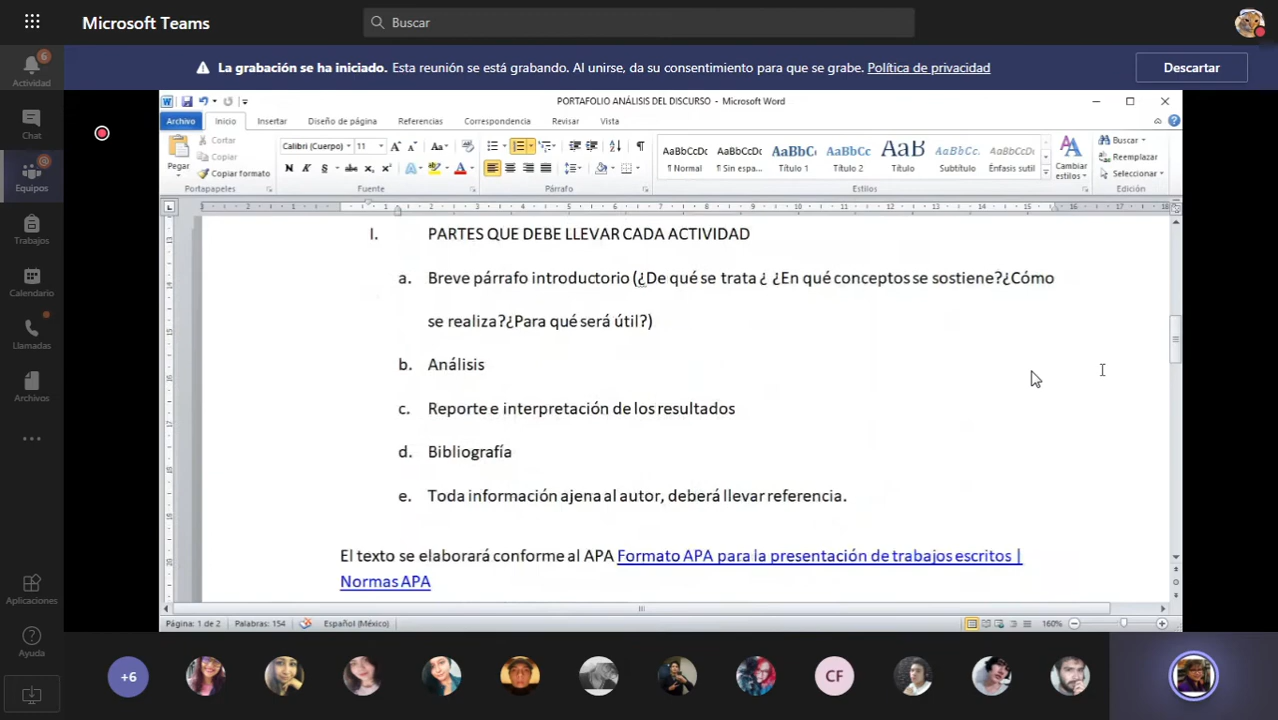 Microsoft Teams
Buscar
La grabación se ha iniciado. Esta reunión se está grabando. Al unirse, da su consentimiento para que se grabe. Política de privacidad
Descartar
6
Actividad
Chat
Equipos
Trabajos
Calendario
Llamadas
Archivos
Aplicaciones
Ayuda
PORTAFOLIO ANÁLISIS DEL DISCURSO - Microsoft Word
Archivo Inicio Insertar Diseño de página Referencias Correspondencia Revisar Vista
Pegar
Cortar
Copiar
Copiar formato
Portapapeles
Calibri (Cuerpo) 11
Fuente
Párrafo
AaBbCcDc AaBbCcDc AaBbC AaBbCc AaB AaBbCc. AaBbCcDc
¶ Normal ¶ Sin espa... Título 1 Título 2 Título Subtítulo Énfasis sutil
Estilos
Cambiar estilos
Buscar
Reemplazar
Seleccionar
Edición
I. PARTES QUE DEBE LLEVAR CADA ACTIVIDAD
a. Breve párrafo introductorio (¿De qué se trata ¿ ¿En qué conceptos se sostiene?¿Cómo
se realiza?¿Para qué será útil?)
b. Análisis
c. Reporte e interpretación de los resultados
d. Bibliografía
e. Toda información ajena al autor, deberá llevar referencia.
El texto se elaborará conforme al APA Formato APA para la presentación de trabajos escritos |
Normas APA
Página: 1 de 2 Palabras: 154 Español (México) 160%
+6
CF